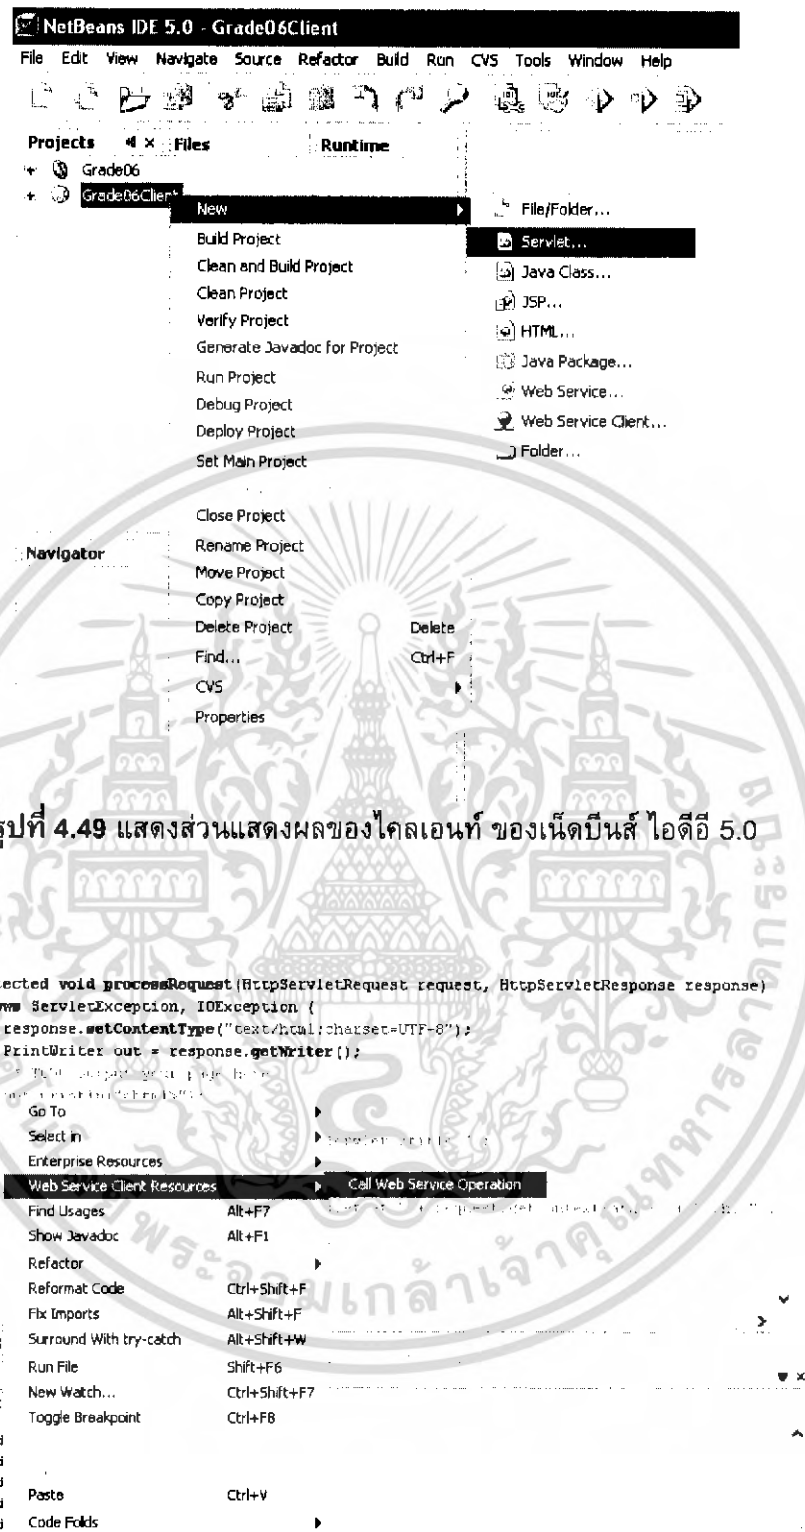 NetBeans IDE 5.0 - Grade06Client
File Edit View Navigate Source Refactor Build Run CVS Tools Window Help
Projects Files Runtime
Grade06
Grade06Client
New
Build Project
Clean and Build Project
Clean Project
Verify Project
Generate Javadoc for Project
Run Project
Debug Project
Deploy Project
Set Main Project
Close Project
Rename Project
Move Project
Copy Project
Delete Project Delete
Find... Ctrl+F
CVS
Properties
File/Folder...
Servlet...
Java Class...
JSP...
HTML...
Java Package...
Web Service...
Web Service Client...
Folder...
Navigator
รูปที่ 4.49 แสดงส่วนแสดงผลของไคลเอนท์ ของเน็ตบีนส์ ไอดีอี 5.0
ected void processRequest(HttpServletRequest request, HttpServletResponse response)
ws ServletException, IOException {
response.setContentType("text/html;charset=UTF-8");
PrintWriter out = response.getWriter();
Go To
Select in
Enterprise Resources
Web Service Client Resources Call Web Service Operation
Find Usages Alt+F7
Show Javadoc Alt+F1
Refactor
Reformat Code Ctrl+Shift+F
Fix Imports Alt+Shift+F
Surround With try-catch Alt+Shift+W
Run File Shift+F6
New Watch... Ctrl+Shift+F7
Toggle Breakpoint Ctrl+F8
Paste Ctrl+V
Code Folds